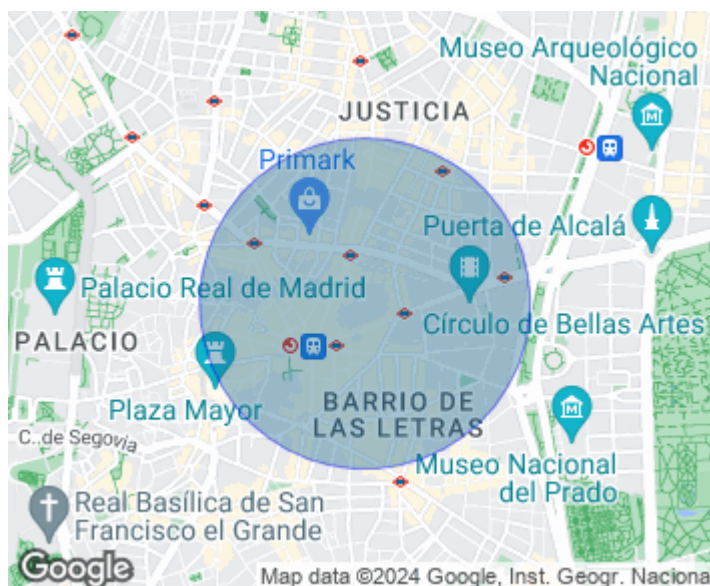 Museo Arqueológico
Nacional
JUSTICIA
Primark
Puerta de Alcalá
Palacio Real de Madrid
Círculo de Bellas Artes
PALACIO
Plaza Mayor
BARRIO DE
LAS LETRAS
C. de Segovia
Museo Nacional
del Prado
Real Basílica de San
Francisco el Grande
Google
Map data ©2024 Google, Inst. Geogr. Naciona